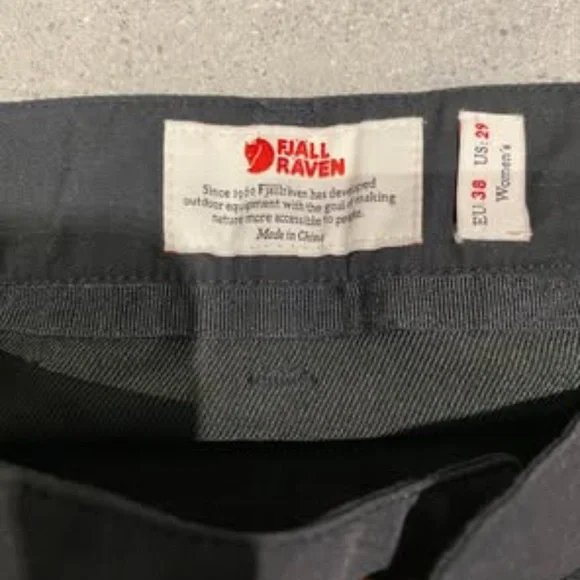 FJÄLL
RAVEN
Since 1960 Fjällräven has developed
outdoor equipment with the goal of making
nature more accessible to people.
Made in China
EU: 38 US: 29
Women's